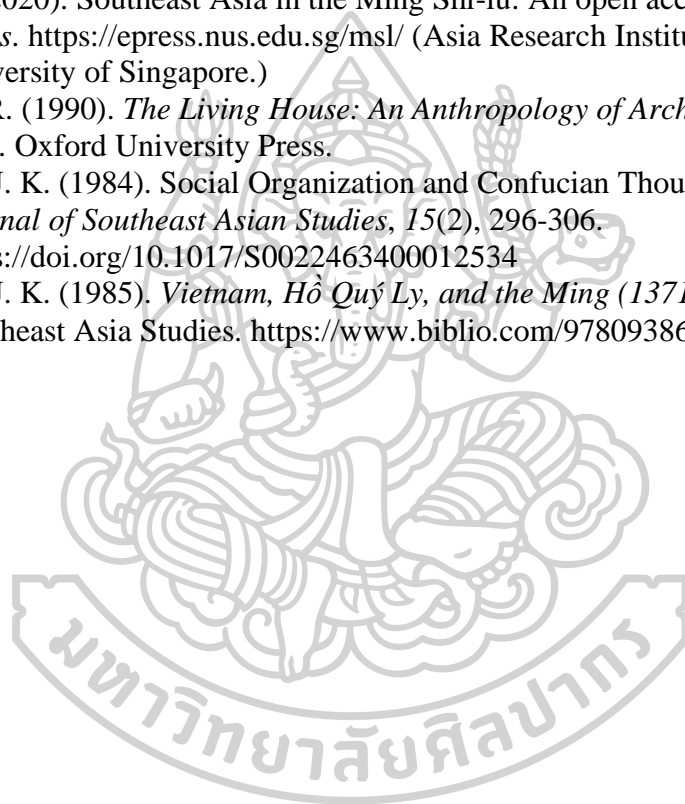 2020). Southeast Asia in the Ming Shi-lu: An open acc
s. https://epress.nus.edu.sg/msl/ (Asia Research Institu
versity of Singapore.)
R. (1990). The Living House: An Anthropology of Arch
. Oxford University Press.
J. K. (1984). Social Organization and Confucian Thou
nal of Southeast Asian Studies, 15(2), 296-306.
s://doi.org/10.1017/S0022463400012534
J. K. (1985). Vietnam, Hồ Quý Ly, and the Ming (1371
heast Asia Studies. https://www.biblio.com/97809386
มหาวิทยาลัยศิลปากร